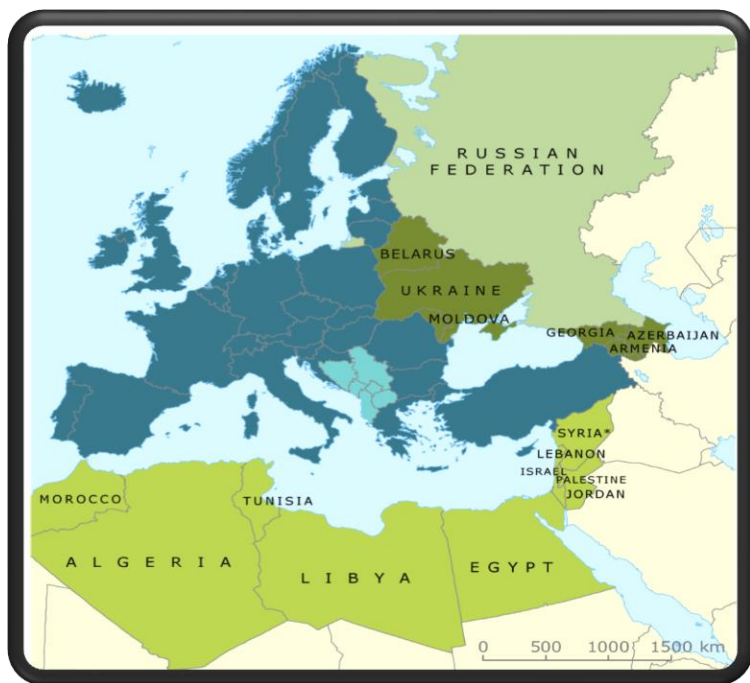 RUSSIAN
FEDERATION
BELARUS
UKRAINE
MOLDOVA
GEORGIA
AZERBAIJAN
ARMENIA
SYRIA*
LEBANON
ISRAEL
PALESTINE
JORDAN
MOROCCO
TUNISIA
ALGERIA
LIBYA
EGYPT
0 500 1000 1500 km